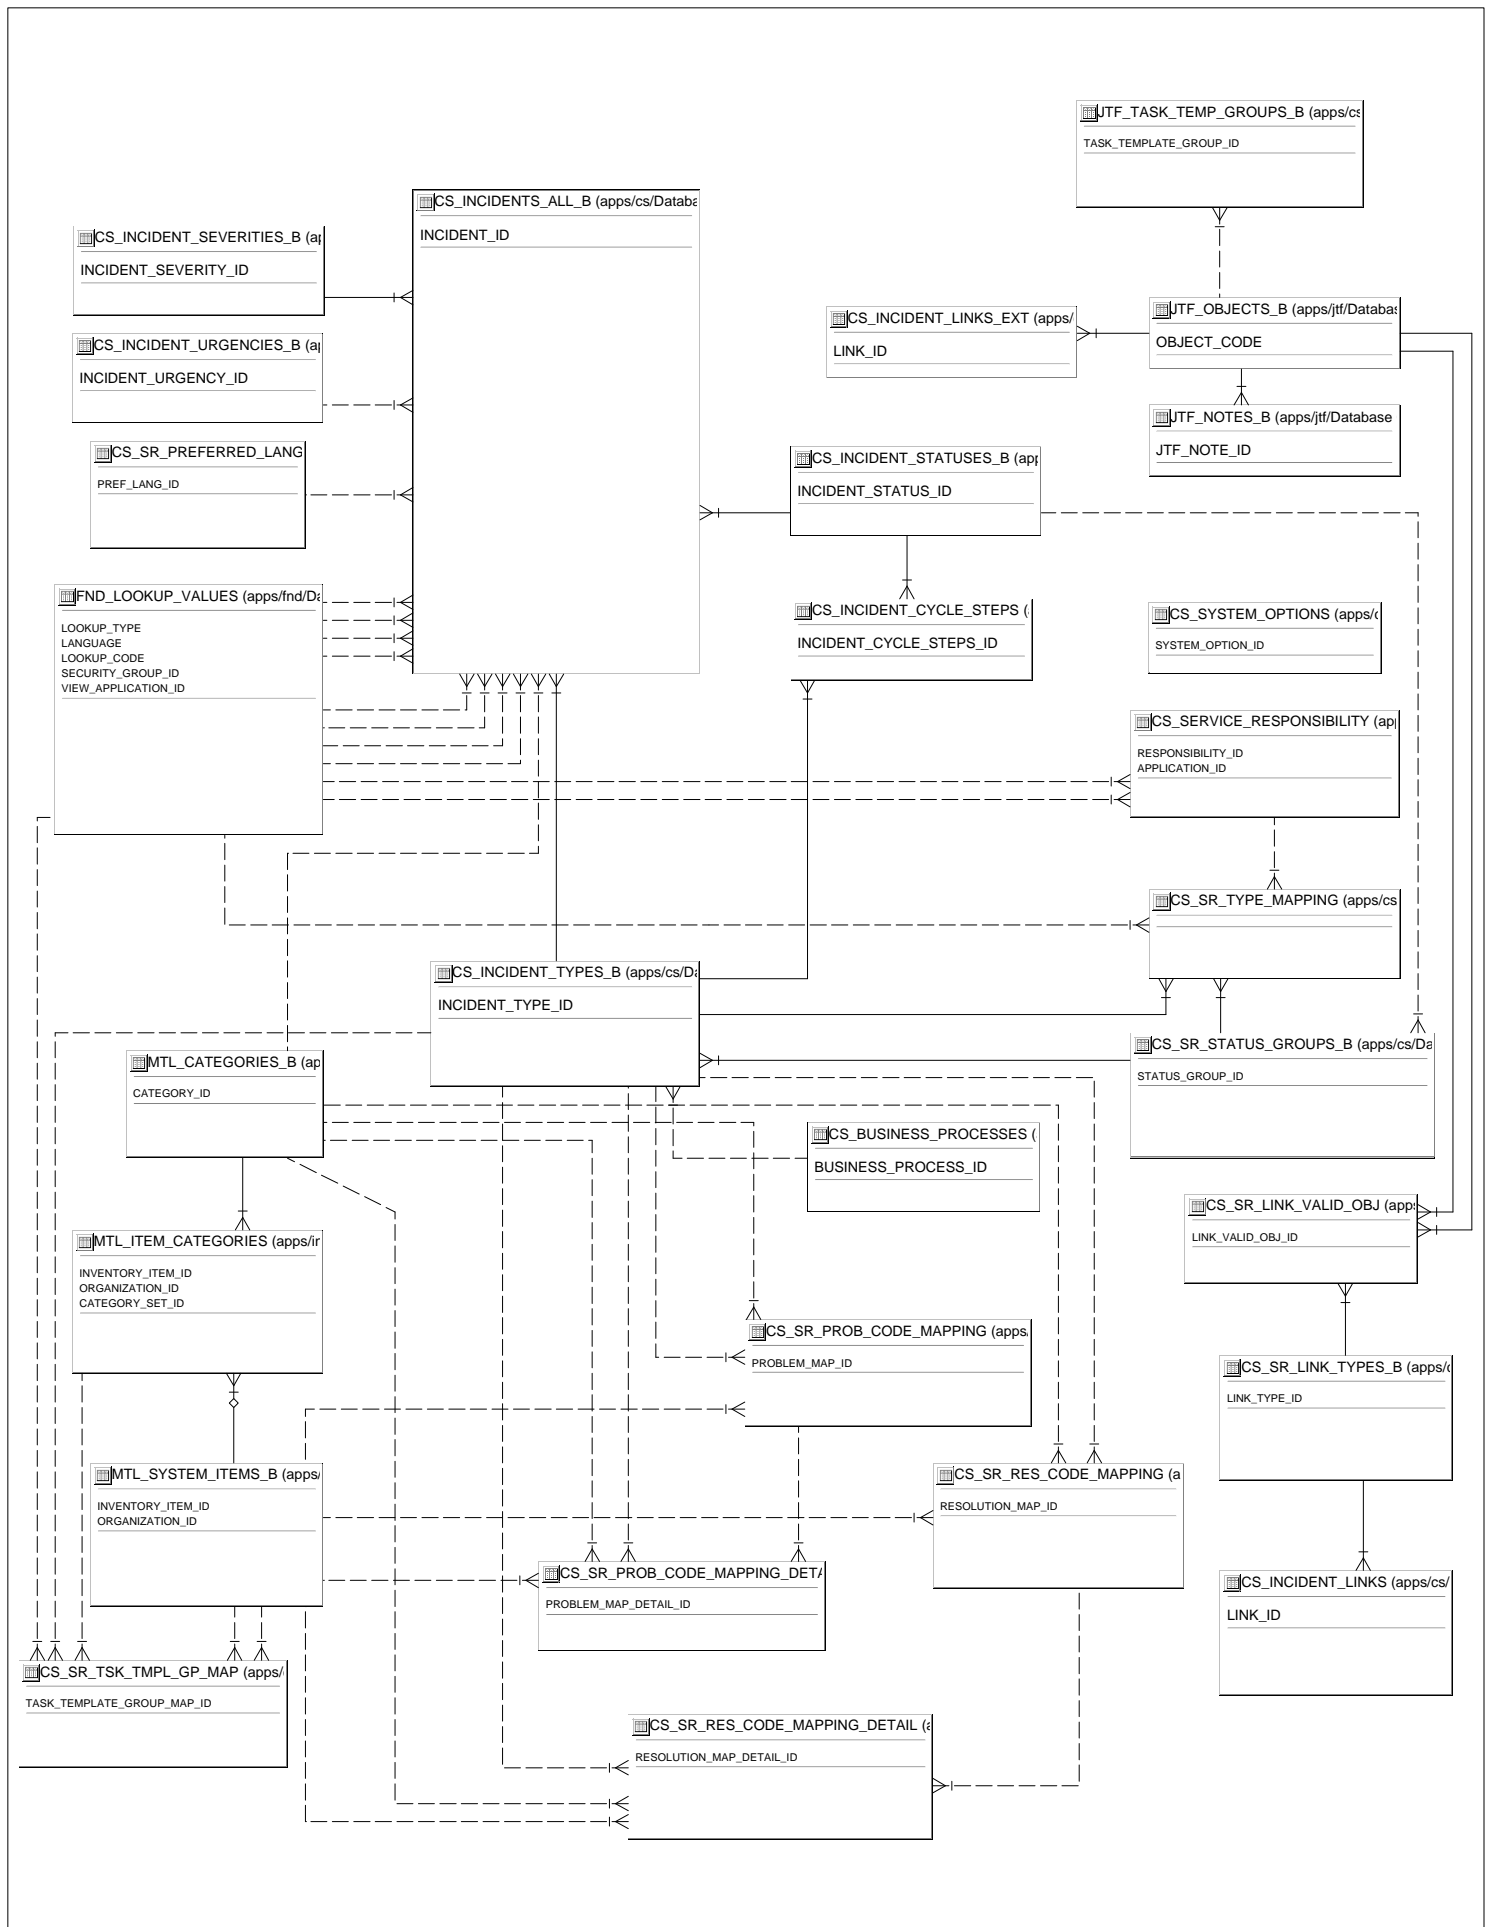 JTF_TASK_TEMP_GROUPS_B (apps/cs
TASK_TEMPLATE_GROUP_ID
CS_INCIDENTS_ALL_B (apps/cs/Databa
INCIDENT_ID
CS_INCIDENT_SEVERITIES_B (ap
INCIDENT_SEVERITY_ID
JTF_OBJECTS_B (apps/jtf/Databas
OBJECT_CODE
CS_INCIDENT_LINKS_EXT (apps/
LINK_ID
CS_INCIDENT_URGENCIES_B (ap
INCIDENT_URGENCY_ID
JTF_NOTES_B (apps/jtf/Database
JTF_NOTE_ID
CS_SR_PREFERRED_LANG
PREF_LANG_ID
CS_INCIDENT_STATUSES_B (app
INCIDENT_STATUS_ID
FND_LOOKUP_VALUES (apps/fnd/Da
LOOKUP_TYPE
LANGUAGE
LOOKUP_CODE
SECURITY_GROUP_ID
VIEW_APPLICATION_ID
CS_INCIDENT_CYCLE_STEPS (
INCIDENT_CYCLE_STEPS_ID
CS_SYSTEM_OPTIONS (apps/c
SYSTEM_OPTION_ID
CS_SERVICE_RESPONSIBILITY (app
RESPONSIBILITY_ID
APPLICATION_ID
CS_SR_TYPE_MAPPING (apps/cs
CS_INCIDENT_TYPES_B (apps/cs/Da
INCIDENT_TYPE_ID
CS_SR_STATUS_GROUPS_B (apps/cs/Da
STATUS_GROUP_ID
MTL_CATEGORIES_B (ap
CATEGORY_ID
CS_BUSINESS_PROCESSES (
BUSINESS_PROCESS_ID
CS_SR_LINK_VALID_OBJ (apps
LINK_VALID_OBJ_ID
MTL_ITEM_CATEGORIES (apps/in
INVENTORY_ITEM_ID
ORGANIZATION_ID
CATEGORY_SET_ID
CS_SR_PROB_CODE_MAPPING (apps
PROBLEM_MAP_ID
CS_SR_LINK_TYPES_B (apps/c
LINK_TYPE_ID
MTL_SYSTEM_ITEMS_B (apps/
INVENTORY_ITEM_ID
ORGANIZATION_ID
CS_SR_RES_CODE_MAPPING (a
RESOLUTION_MAP_ID
CS_SR_PROB_CODE_MAPPING_DETA
PROBLEM_MAP_DETAIL_ID
CS_INCIDENT_LINKS (apps/cs/
LINK_ID
CS_SR_TSK_TMPL_GP_MAP (apps/
TASK_TEMPLATE_GROUP_MAP_ID
CS_SR_RES_CODE_MAPPING_DETAIL (a
RESOLUTION_MAP_DETAIL_ID